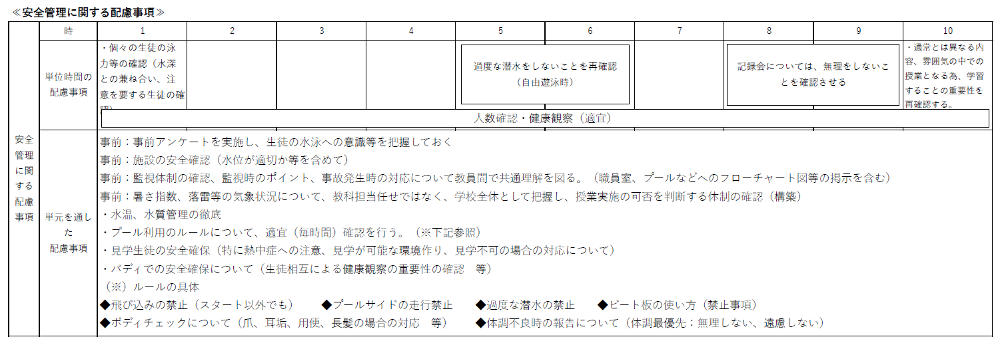 ≪安全管理に関する配慮事項≫
時 1 2 3 4 5 6 7 8 9 10
単位時間の
配慮事項
・個々の生徒の泳
力等の確認（水深
との兼ね合い、注
意を要する生徒の確
認）
過度な潜水をしないことを再確認
（自由遊泳時）
記録会については、無理をしないこ
とを確認させる
・通常とは異なる内
容、雰囲気の中での
授業となる為、学習
することの重要性を
再確認する。
人数確認・健康観察（適宜）
安全
管理
に関
する
配慮
事項
単元を通し
た
配慮事項
事前：事前アンケートを実施し、生徒の水泳への意識等を把握しておく
事前：施設の安全確認（水位が適切か等を含めて）
事前：監視体制の確認、監視時のポイント、事故発生時の対応について教員間で共通理解を図る。（職員室、プールなどへのフローチャート図等の掲示を含む）
事前：暑さ指数、落雷等の気象状況について、教科担当任せではなく、学校全体として把握し、授業実施の可否を判断する体制の確認（構築）
・水温、水質管理の徹底
・プール利用のルールについて、適宜（毎時間）確認を行う。（※下記参照）
・見学生徒の安全確保（特に熱中症への注意、見学が可能な環境作り、見学不可の場合の対応について）
・バディでの安全確保について（生徒相互による健康観察の重要性の確認　等）
（※）ルールの具体
◆飛び込みの禁止（スタート以外でも）　◆プールサイドの走行禁止　◆過度な潜水の禁止　◆ビート板の使い方（禁止事項）
◆ボディチェックについて（爪、耳垢、用便、長髪の場合の対応　等）　◆体調不良時の報告について（体調最優先：無理しない、遠慮しない）